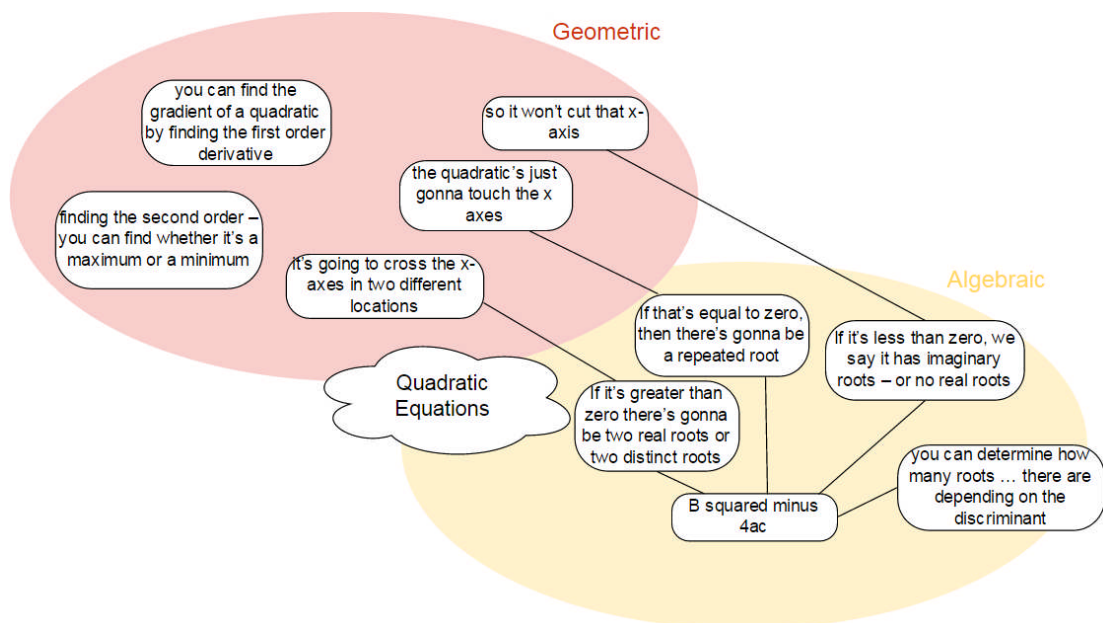 Geometric
you can find the
gradient of a quadratic
by finding the first order
derivative
so it won't cut that x-
axis
the quadratic's just
gonna touch the x
axes
finding the second order –
you can find whether it's a
maximum or a minimum
it's going to cross the x-
axes in two different
locations
Algebraic
If that's equal to zero,
then there's gonna be
a repeated root
If it's less than zero, we
say it has imaginary
roots – or no real roots
Quadratic
Equations
If it's greater than
zero there's gonna
be two real roots or
two distinct roots
you can determine how
many roots … there are
depending on the
discriminant
B squared minus
4ac